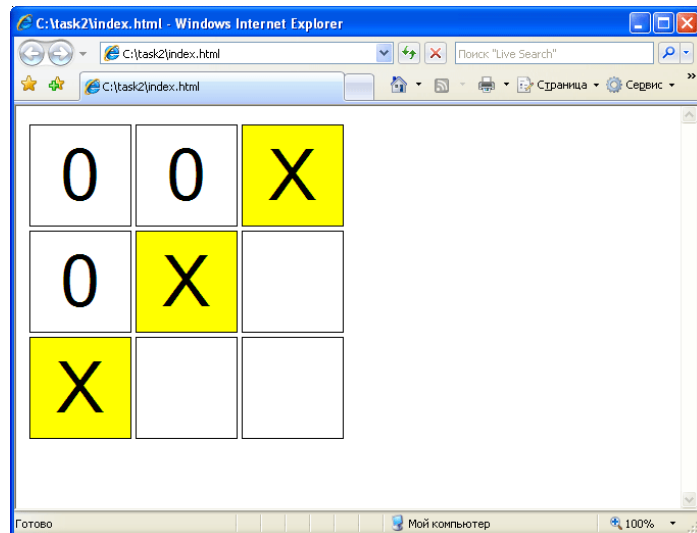 C:\task2\index.html - Windows Internet Explorer
C:\task2\index.html
Поиск "Live Search"
C:\task2\index.html
Страница
Сервис
»
0 0 X
0 X
X
Готово
Мой компьютер
100%